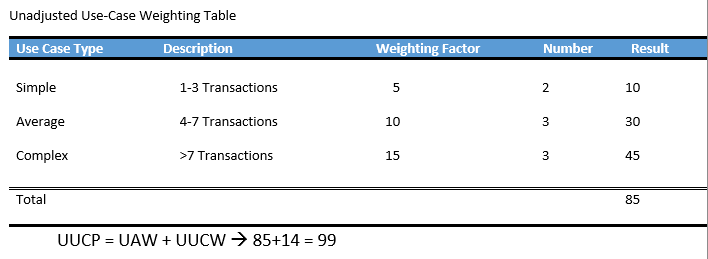 Unadjusted Use-Case Weighting Table
Use Case Type Description Weighting Factor Number Result
Simple 1-3 Transactions 5 2 10
Average 4-7 Transactions 10 3 30
Complex >7 Transactions 15 3 45
Total 85
UUCP = UAW + UUCW → 85+14 = 99